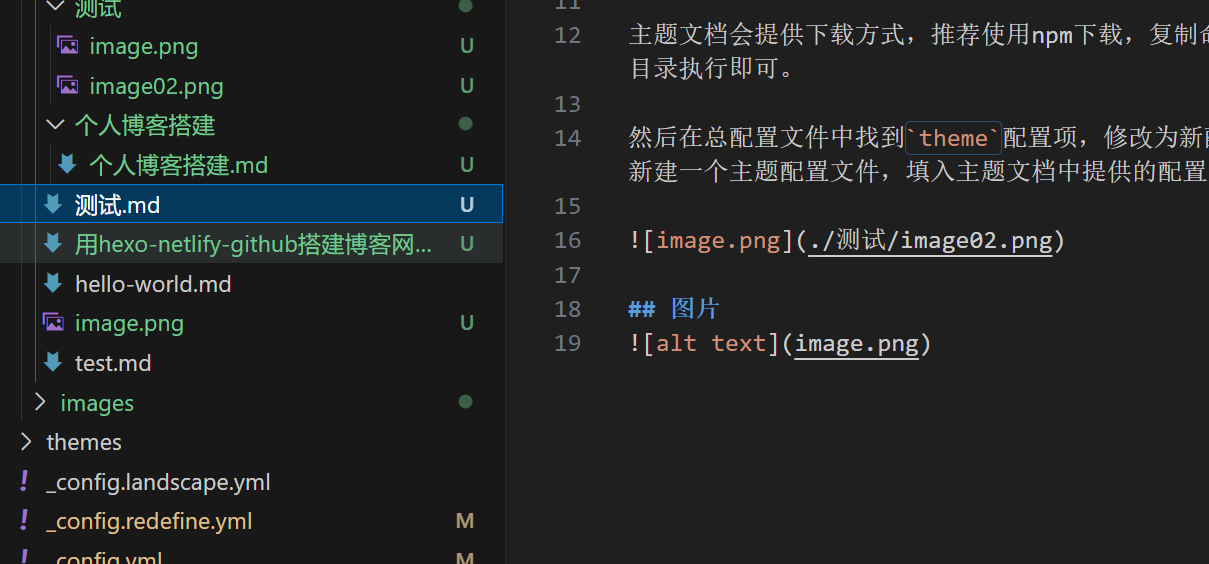 测试
image.png U
image02.png U
个人博客搭建
个人博客搭建.md U
测试.md U
用hexo-netlify-github搭建博客网... U
hello-world.md
image.png U
test.md
images
themes
! _config.landscape.yml
! _config.redefine.yml M
! _config.yml M
11
12 主题文档会提供下载方式，推荐使用npm下载，复制命
目录执行即可。
13
14 然后在总配置文件中找到`theme`配置项，修改为新
新建一个主题配置文件，填入主题文档中提供的配置
15
16 ![image.png](./测试/image02.png)
17
18 ## 图片
19 ![alt text](image.png)